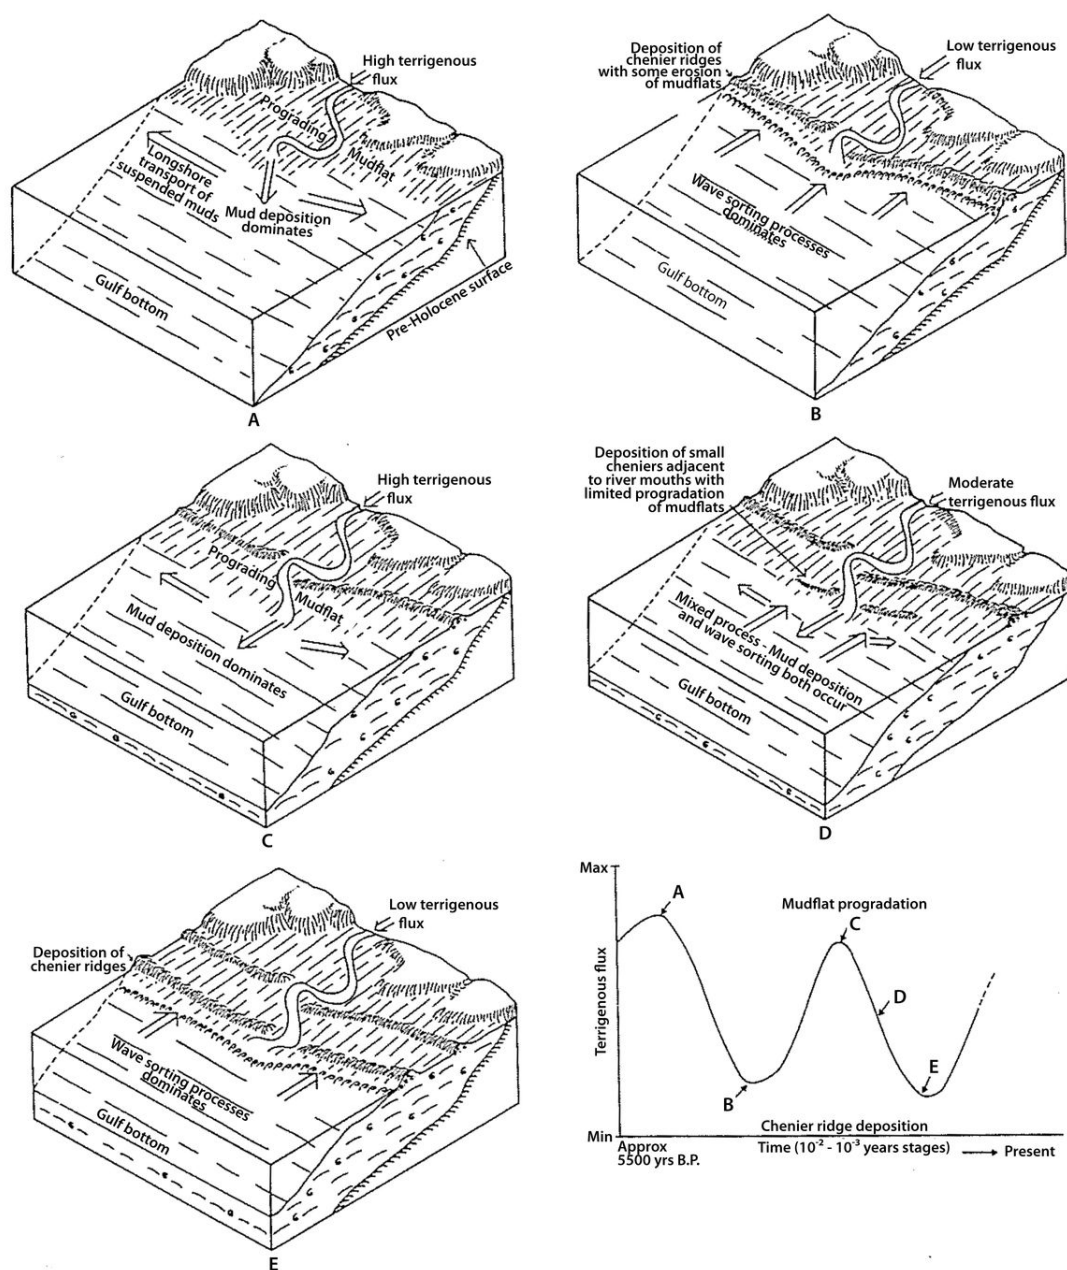 High terrigenous
flux
Prograding
Mudflat
Longshore
transport of
suspended muds
Mud deposition
dominates
Gulf bottom
Pre-Holocene surface
A
Deposition of
chenier ridges
with some erosion
of mudflats
Low terrigenous
flux
Wave sorting processes
dominates
Gulf bottom
B
High terrigenous
flux
Prograding
Mudflat
Mud deposition dominates
Gulf bottom
C
Deposition of small
cheniers adjacent
to river mouths with
limited progradation
of mudflats
Moderate
terrigenous flux
Mixed process - Mud deposition
and wave sorting both occur
Gulf bottom
D
Low terrigenous
flux
Deposition of
chenier ridges
Wave sorting processes
dominates
Gulf bottom
E
Max
A
Mudflat progradation
C
Terrigenous flux
D
E
B
Chenier ridge deposition
Min
Approx
5500 yrs B.P.
Time (10⁻² - 10⁻³ years stages)
Present